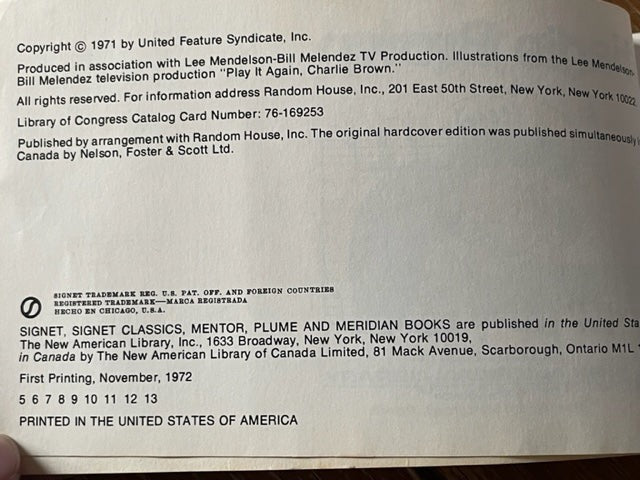 Copyright © 1971 by United Feature Syndicate, Inc.
Produced in association with Lee Mendelson-Bill Melendez TV Production. Illustrations from the Lee Mendelson-
Bill Melendez television production "Play It Again, Charlie Brown."
All rights reserved. For information address Random House, Inc., 201 East 50th Street, New York, New York 10022
Library of Congress Catalog Card Number: 76-169253
Published by arrangement with Random House, Inc. The original hardcover edition was published simultaneously
Canada by Nelson, Foster & Scott Ltd.
SIGNET TRADEMARK REG. U.S. PAT. OFF. AND FOREIGN COUNTRIES
REGISTERED TRADEMARK—MARCA REGISTRADA
HECHO EN CHICAGO, U.S.A.
SIGNET, SIGNET CLASSICS, MENTOR, PLUME AND MERIDIAN BOOKS are published in the United Sta
The New American Library, Inc., 1633 Broadway, New York, New York 10019,
in Canada by The New American Library of Canada Limited, 81 Mack Avenue, Scarborough, Ontario M1L
First Printing, November, 1972
5 6 7 8 9 10 11 12 13
PRINTED IN THE UNITED STATES OF AMERICA